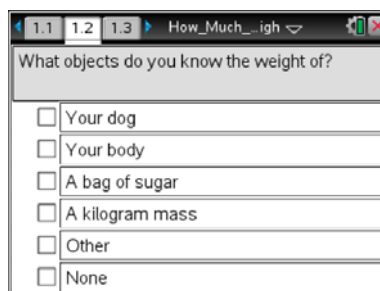 1.1 1.2 1.3 How_Much_...igh
What objects do you know the weight of?
Your dog
Your body
A bag of sugar
A kilogram mass
Other
None